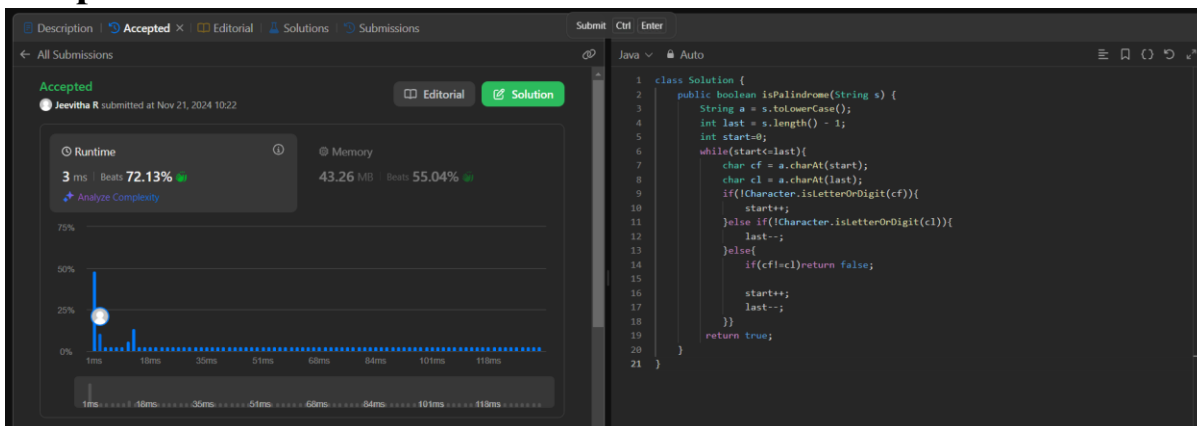 Description
Accepted
Editorial
Solutions
Submissions
Submit Ctrl Enter
All Submissions
Accepted
Jeevitha R submitted at Nov 21, 2024 10:22
Editorial
Solution
Runtime
3 ms Beats 72.13%
Analyze Complexity
Memory
43.26 MB Beats 55.04%
75%
50%
25%
0%
1ms 18ms 35ms 51ms 68ms 84ms 101ms 118ms
1ms 18ms 35ms 51ms 68ms 84ms 101ms 118ms
Java Auto
1 class Solution {
2 public boolean isPalindrome(String s) {
3 String a = s.toLowerCase();
4 int last = s.length() - 1;
5 int start=0;
6 while(start<=last){
7 char cf = a.charAt(start);
8 char cl = a.charAt(last);
9 if(!Character.isLetterOrDigit(cf)){
10 start++;
11 }else if(!Character.isLetterOrDigit(cl)){
12 last--;
13 }else{
14 if(cf!=cl)return false;
15
16 start++;
17 last--;
18 }}
19 return true;
20 }
21 }